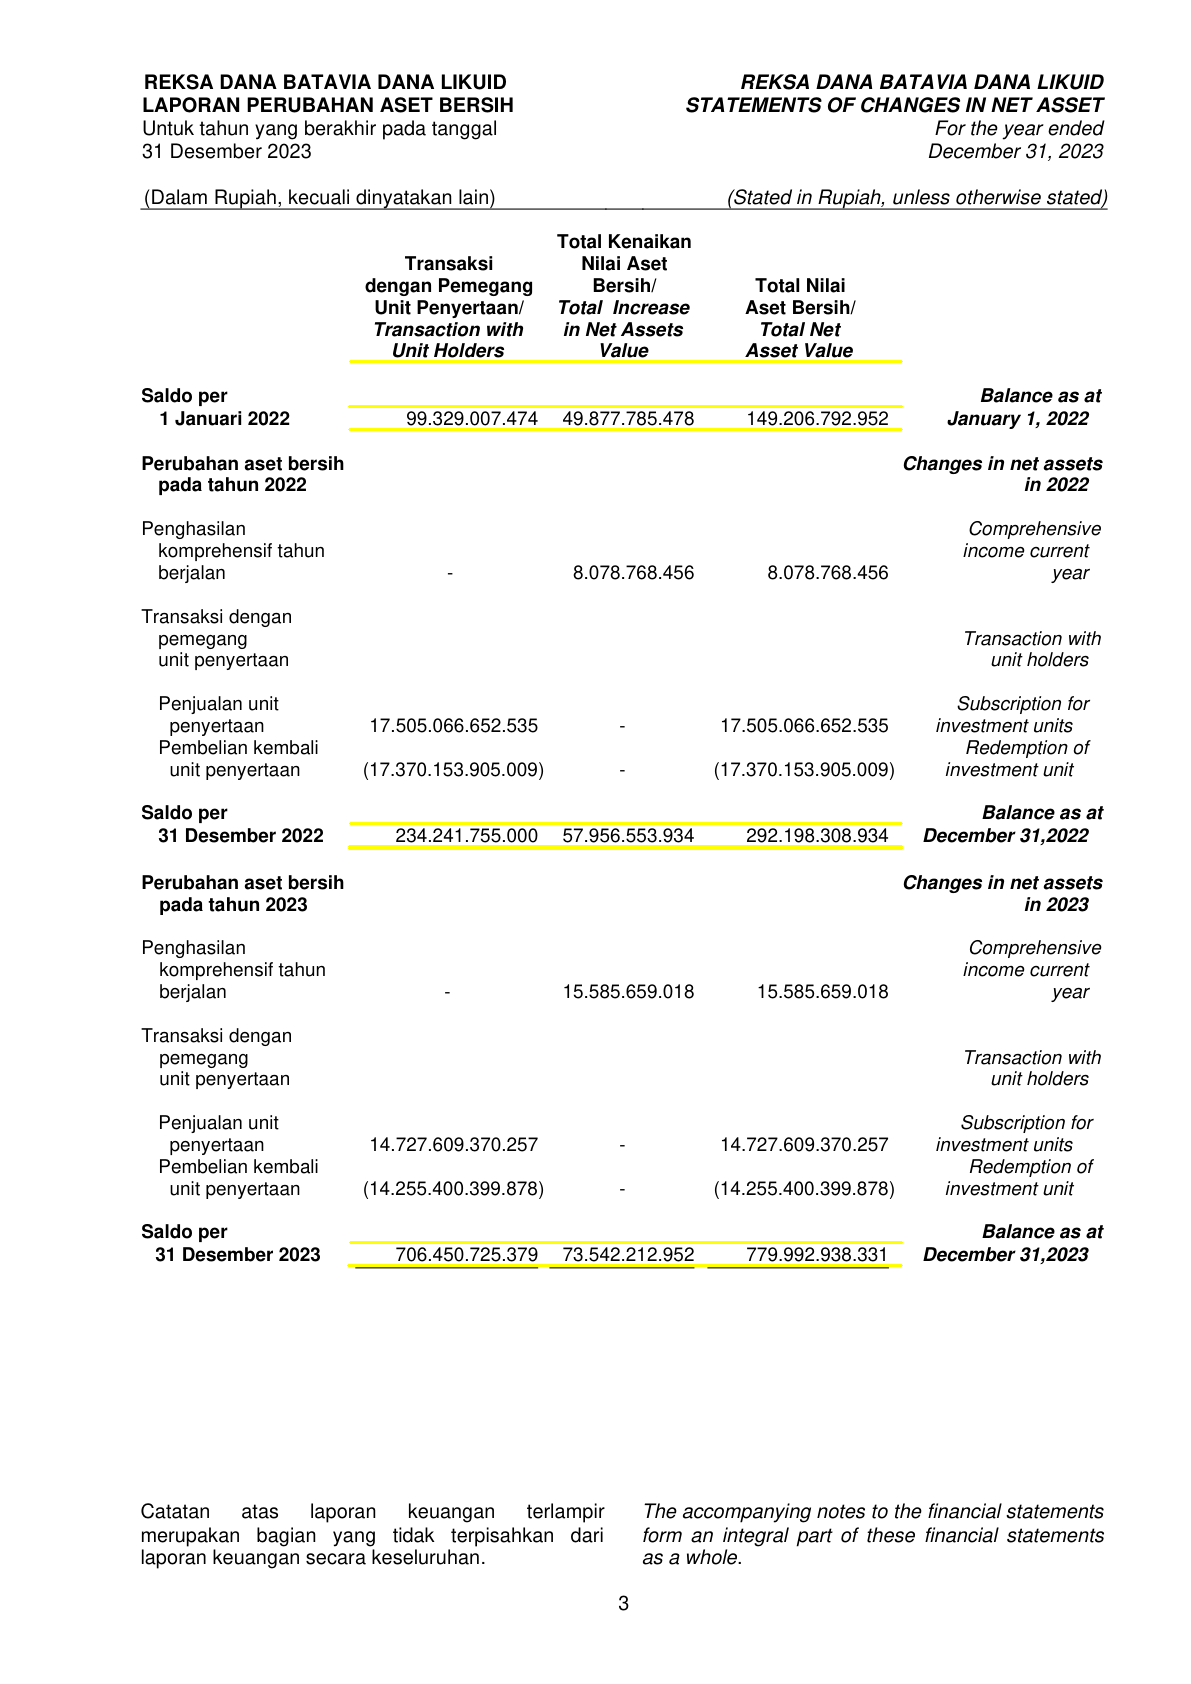 REKSA DANA BATAVIA DANA LIKUID
LAPORAN PERUBAHAN ASET BERSIH
Untuk tahun yang berakhir pada tanggal
31 Desember 2023
REKSA DANA BATAVIA DANA LIKUID
STATEMENTS OF CHANGES IN NET ASSET
For the year ended
December 31, 2023
(Dalam Rupiah, kecuali dinyatakan lain)
(Stated in Rupiah, unless otherwise stated)
Transaksi
dengan Pemegang
Unit Penyertaan/
Transaction with
Unit Holders
Total Kenaikan
Nilai Aset
Bersih/
Total Increase
in Net Assets
Value
Total Nilai
Aset Bersih/
Total Net
Asset Value
Saldo per Balance as at
1 Januari 2022 99.329.007.474 49.877.785.478 149.206.792.952 January 1, 2022
Perubahan aset bersih Changes in net assets
pada tahun 2022 in 2022
Penghasilan Comprehensive
komprehensif tahun income current
berjalan - 8.078.768.456 8.078.768.456 year
Transaksi dengan
pemegang Transaction with
unit penyertaan unit holders
Penjualan unit Subscription for
penyertaan 17.505.066.652.535 - 17.505.066.652.535 investment units
Pembelian kembali Redemption of
unit penyertaan (17.370.153.905.009) - (17.370.153.905.009) investment unit
Saldo per Balance as at
31 Desember 2022 234.241.755.000 57.956.553.934 292.198.308.934 December 31,2022
Perubahan aset bersih Changes in net assets
pada tahun 2023 in 2023
Penghasilan Comprehensive
komprehensif tahun income current
berjalan - 15.585.659.018 15.585.659.018 year
Transaksi dengan
pemegang Transaction with
unit penyertaan unit holders
Penjualan unit Subscription for
penyertaan 14.727.609.370.257 - 14.727.609.370.257 investment units
Pembelian kembali Redemption of
unit penyertaan (14.255.400.399.878) - (14.255.400.399.878) investment unit
Saldo per Balance as at
31 Desember 2023 706.450.725.379 73.542.212.952 779.992.938.331 December 31,2023
Catatan atas laporan keuangan terlampir
merupakan bagian yang tidak terpisahkan dari
laporan keuangan secara keseluruhan.
The accompanying notes to the financial statements
form an integral part of these financial statements
as a whole.
3